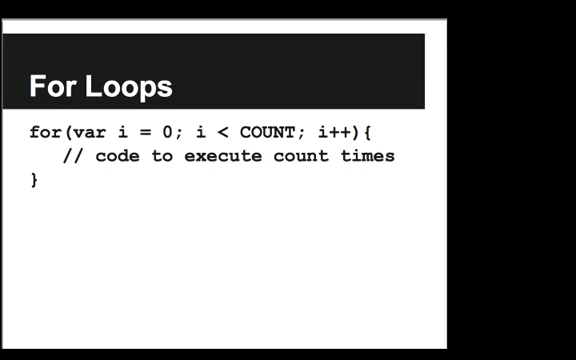 For Loops
for(var i = 0; i < COUNT; i++){
// code to execute count times
}